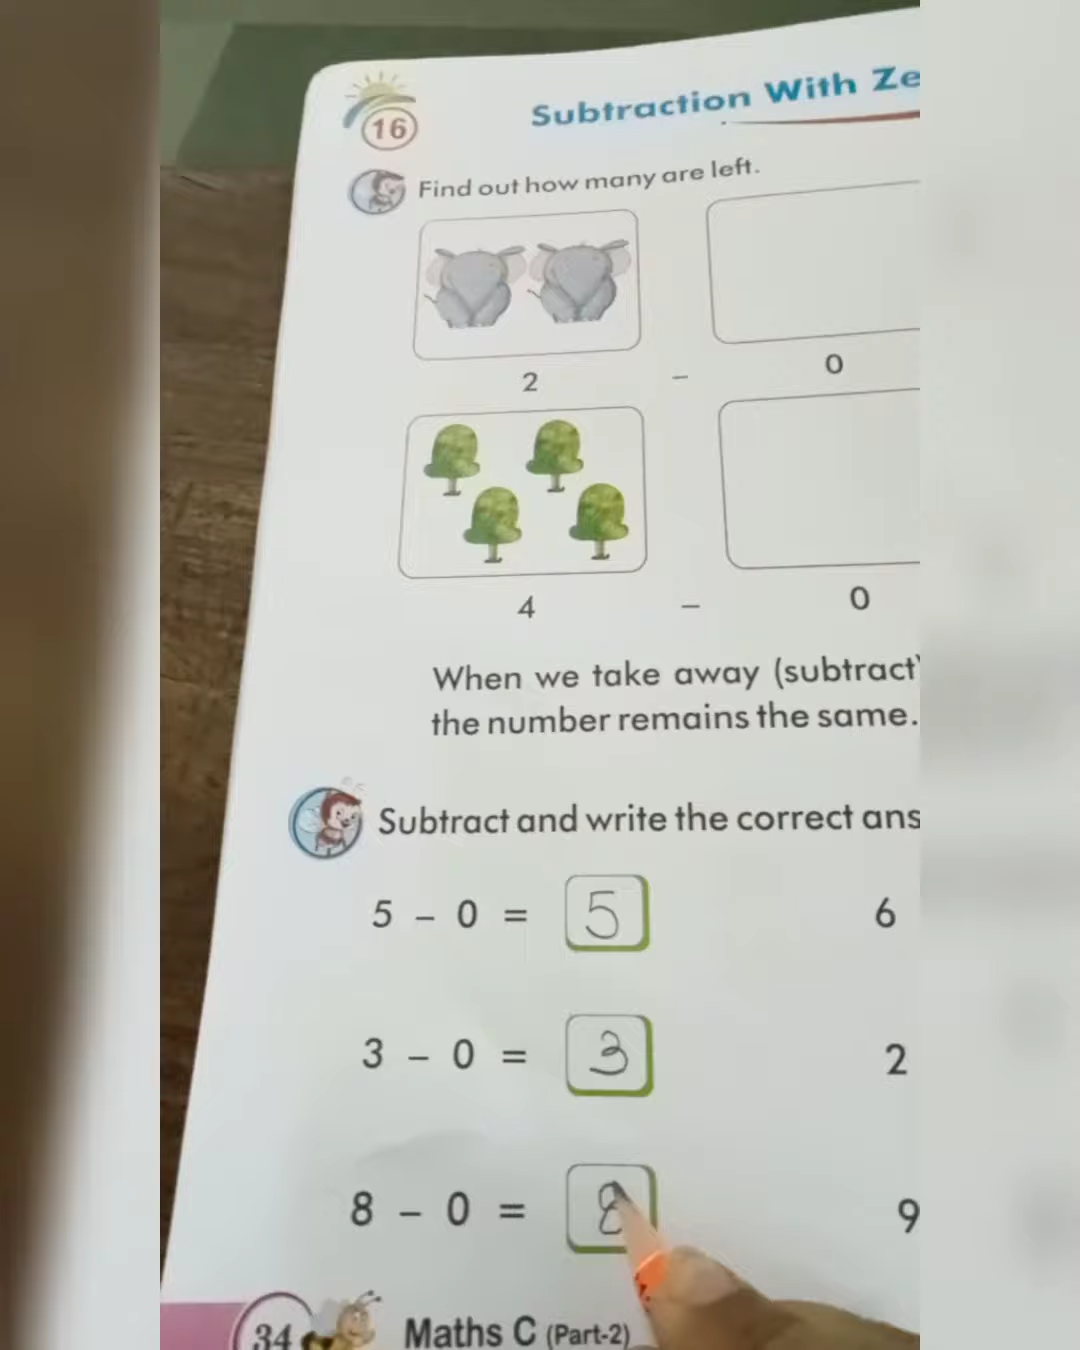 16
Subtraction With Ze
Find out how many are left.
2 – 0
4 – 0
When we take away (subtract)
the number remains the same.
Subtract and write the correct ans
5 – 0 = 5
6
3 – 0 = 3
2
8 – 0 = 8
9
34
Maths C (Part-2)